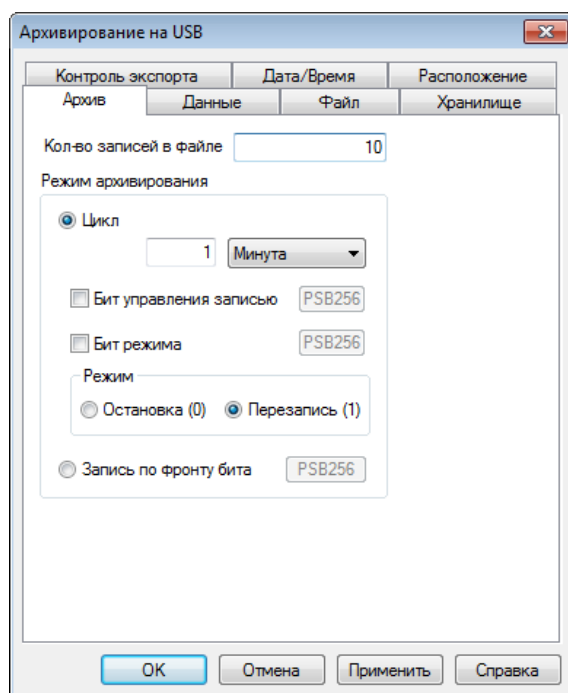 Архивирование на USB
Контроль экспорта Дата/Время Расположение
Архив Данные Файл Хранилище
Кол-во записей в файле 10
Режим архивирования
Цикл
1 Минута
Бит управления записью PSB256
Бит режима PSB256
Режим
Остановка (0) Перезапись (1)
Запись по фронту бита PSB256
OK Отмена Применить Справка